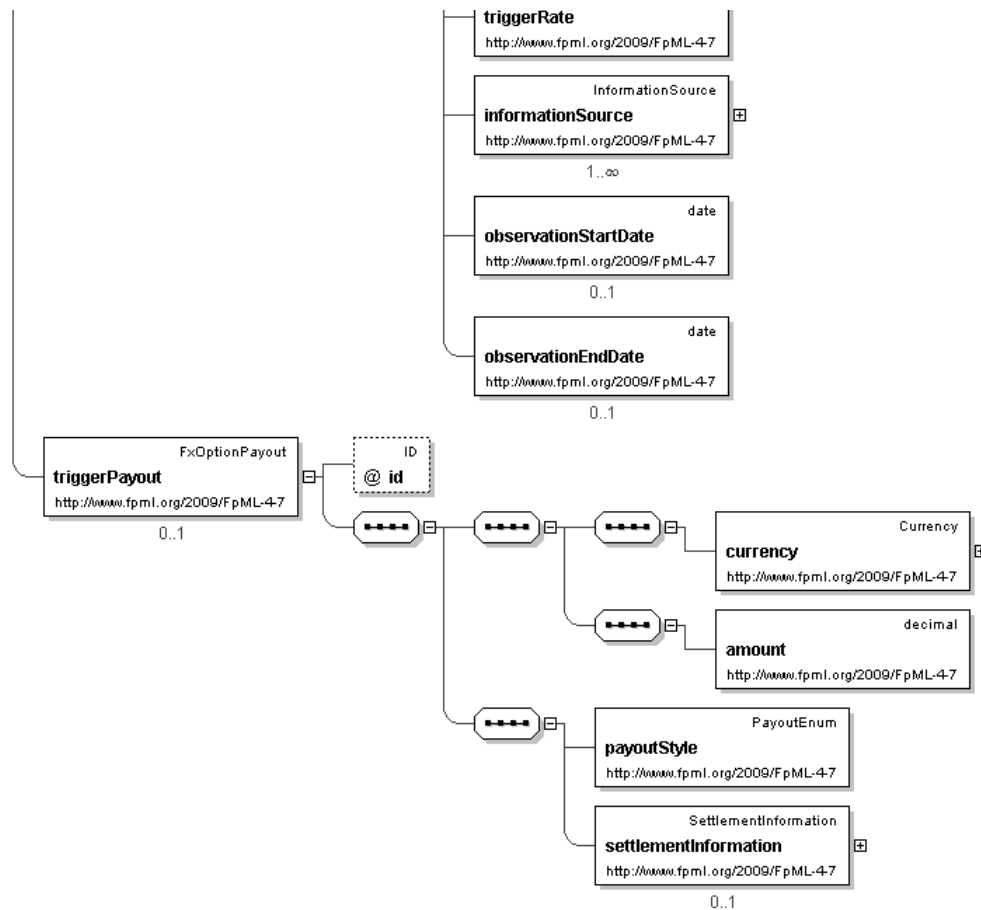 triggerRate
http://www.fpml.org/2009/FpML-4-7
InformationSource
informationSource
http://www.fpml.org/2009/FpML-4-7
1..∞
date
observationStartDate
http://www.fpml.org/2009/FpML-4-7
0..1
date
observationEndDate
http://www.fpml.org/2009/FpML-4-7
0..1
FxOptionPayout
triggerPayout
http://www.fpml.org/2009/FpML-4-7
0..1
ID
@ id
Currency
currency
http://www.fpml.org/2009/FpML-4-7
decimal
amount
http://www.fpml.org/2009/FpML-4-7
PayoutEnum
payoutStyle
http://www.fpml.org/2009/FpML-4-7
SettlementInformation
settlementInformation
http://www.fpml.org/2009/FpML-4-7
0..1